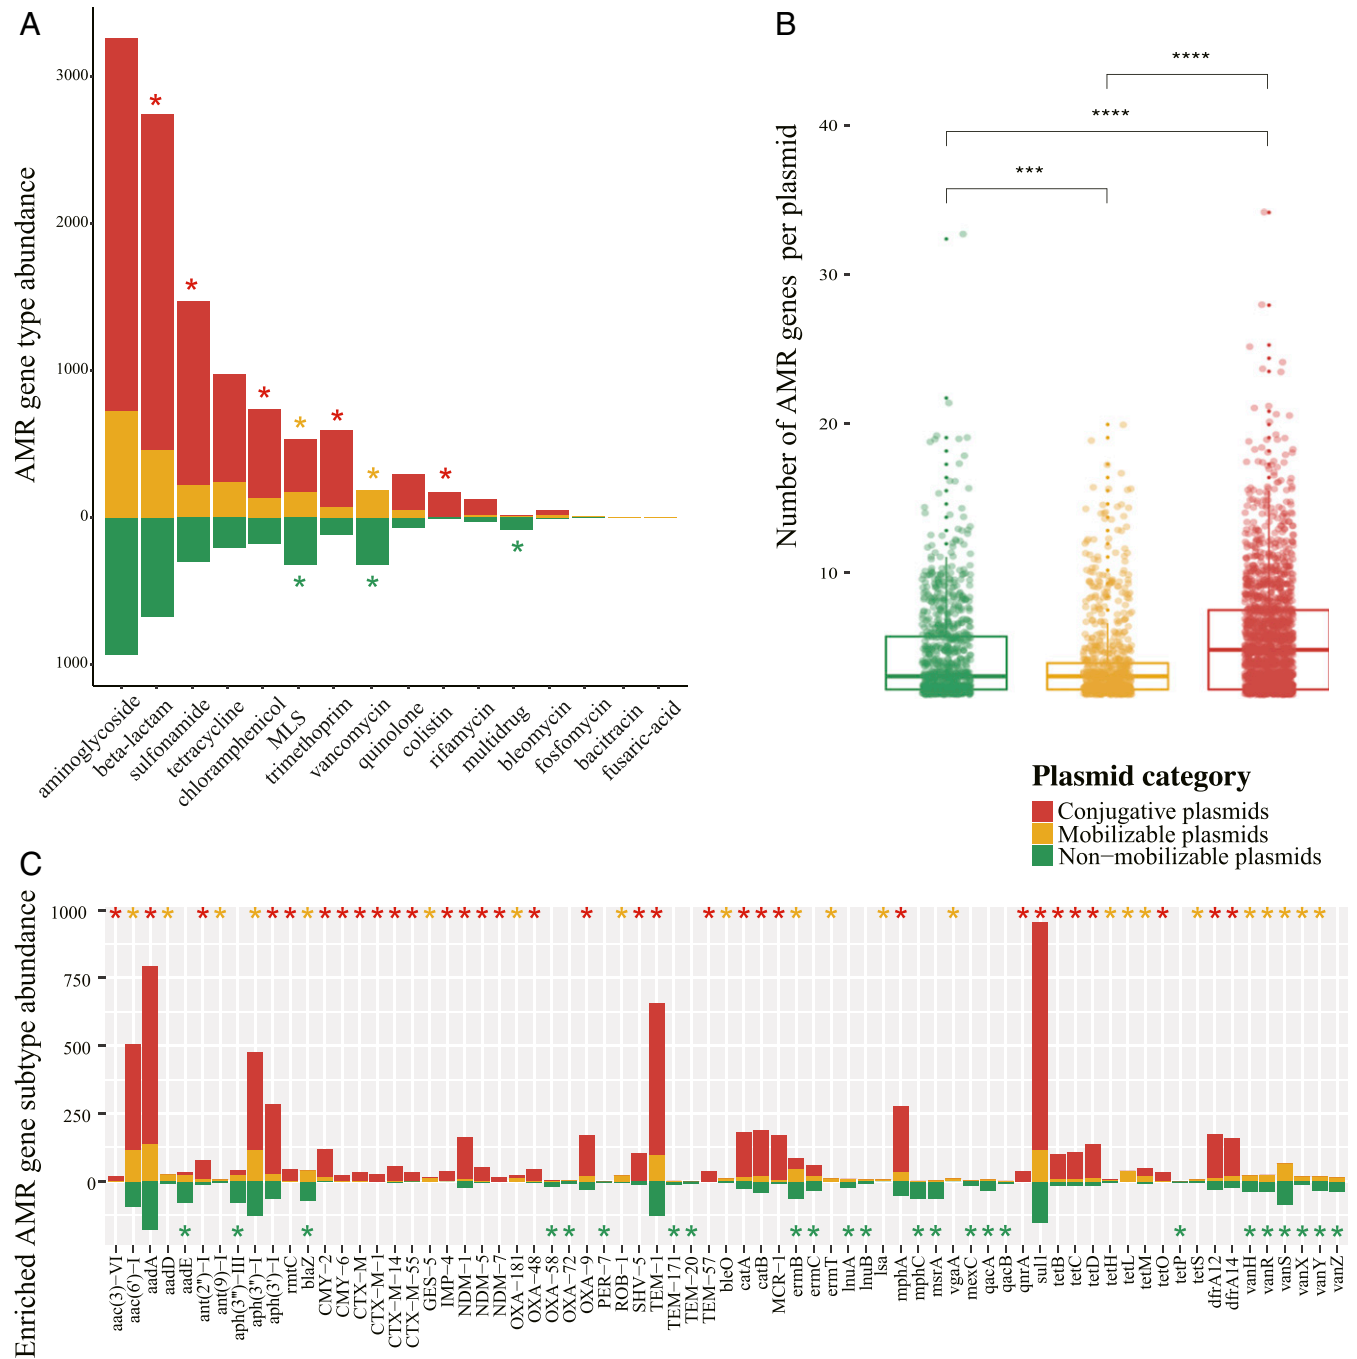 A
AMR gene type abundance
3000
2000
1000
0
1000
*
*
*
*
*
*
*
*
*
*
*
aminoglycoside
beta-lactam
sulfonamide
tetracycline
chloramphenicol
MLS
trimethoprim
vancomycin
quinolone
colistin
rifamycin
multidrug
bleomycin
fosfomycin
bacitracin
fusaric-acid
B
Number of AMR genes per plasmid
40
30
20
10
****
****
***
Plasmid category
Conjugative plasmids
Mobilizable plasmids
Non−mobilizable plasmids
C
Enriched AMR gene subtype abundance
1000
750
500
250
0
aac(3)−VI
aac(6')−I
aadA
aadD
aadE
ant(2'')−I
ant(9)−I
aph(3''')−III
aph(3'')−I
aph(3')−I
rmtC
blaZ
CMY−2
CMY−6
CTX−M
CTX−M−1
CTX−M−14
CTX−M−55
GES−5
IMP−4
NDM−1
NDM−5
NDM−7
OXA−181
OXA−48
OXA−58
OXA−72
OXA−9
PER−7
ROB−1
SHV−5
TEM−1
TEM−171
TEM−20
TEM−57
bleO
catA
catB
MCR−1
ermB
ermC
ermT
lnuA
lnuB
lsa
mphA
mphC
msrA
vgaA
mexC
qacA
qacB
qnrA
sul1
tetB
tetC
tetD
tetH
tetL
tetM
tetO
tetP
tetS
dfrA12
dfrA14
vanH
vanR
vanS
vanX
vanY
vanZ